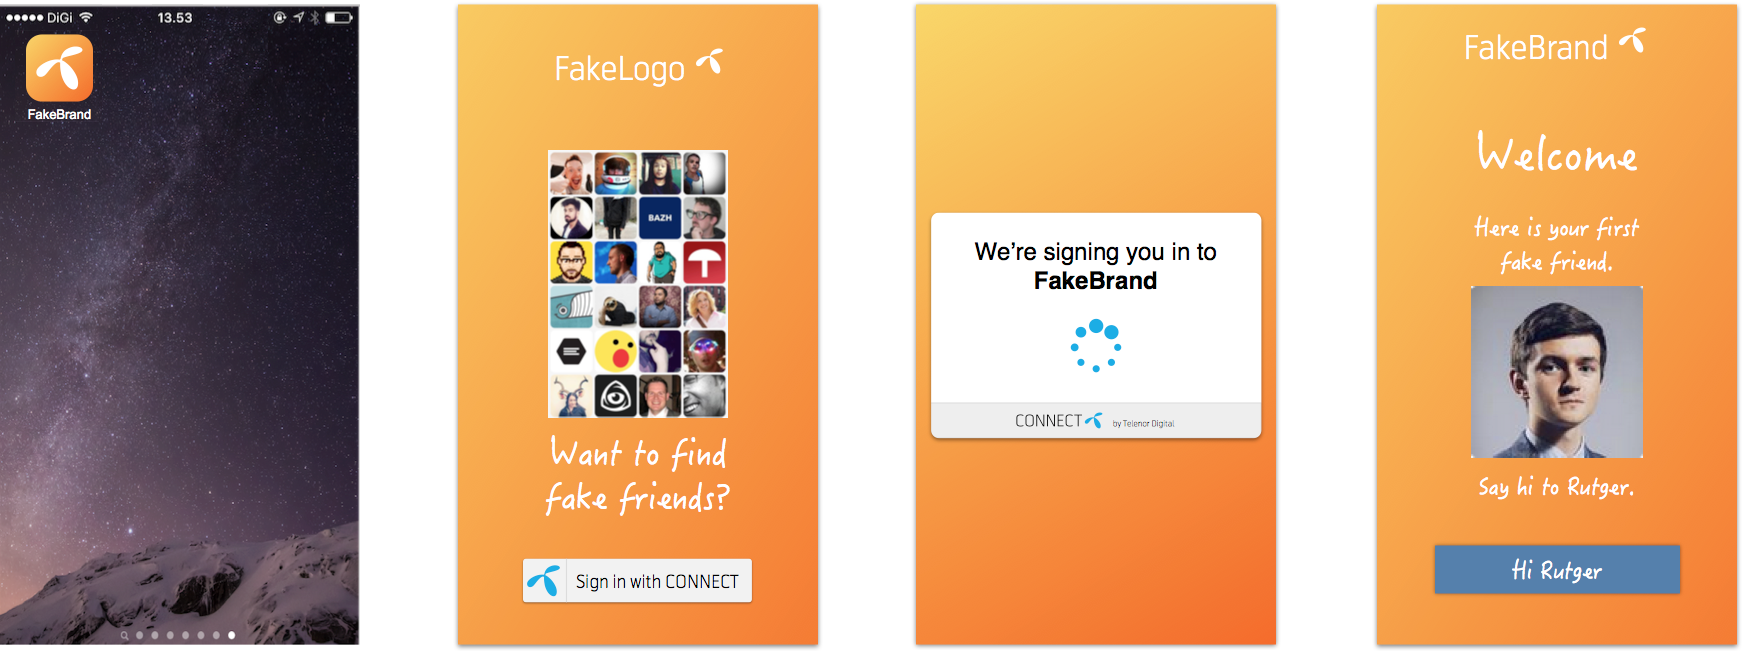 DiGi
13.53
FakeBrand
FakeLogo
BAZH
Want to find
fake friends?
Sign in with CONNECT
We're signing you in to
FakeBrand
CONNECT by Telenor Digital
FakeBrand
Welcome
Here is your first
fake friend.
Say hi to Rutger.
Hi Rutger